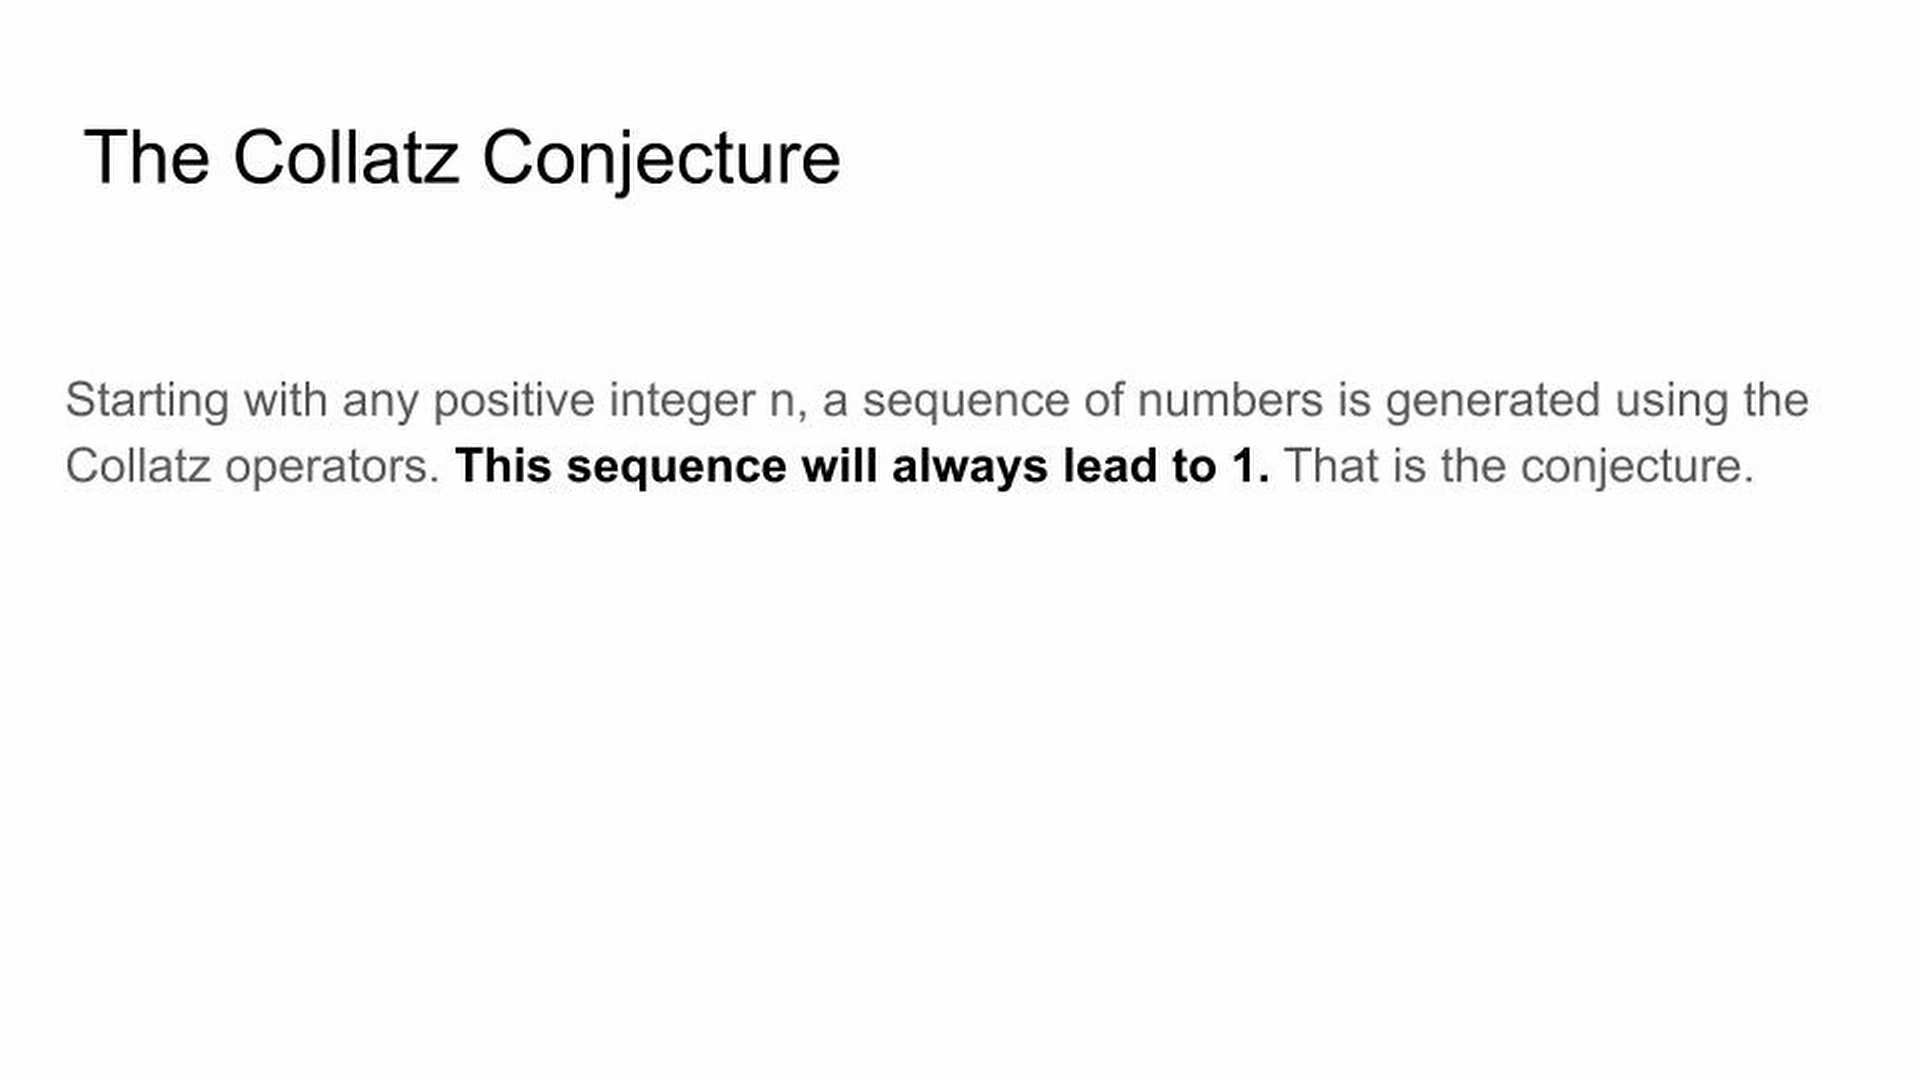 The Collatz Conjecture
Starting with any positive integer n, a sequence of numbers is generated using the
Collatz operators. This sequence will always lead to 1. That is the conjecture.